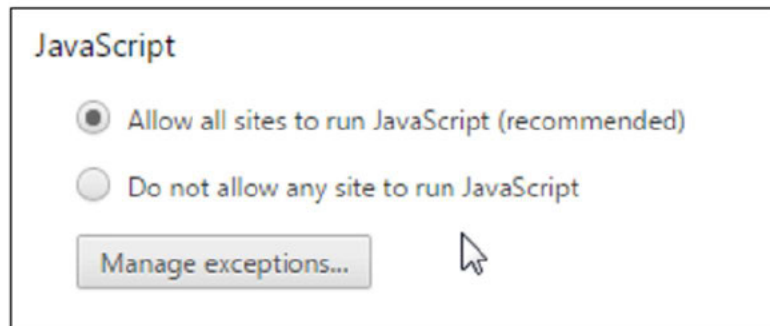 JavaScript
Allow all sites to run JavaScript (recommended)
Do not allow any site to run JavaScript
Manage exceptions...